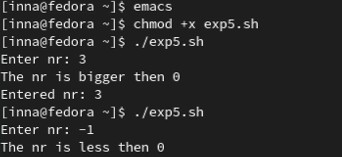 [inna@fedora ~]$ emacs
[inna@fedora ~]$ chmod +x exp5.sh
[inna@fedora ~]$ ./exp5.sh
Enter nr: 3
The nr is bigger then 0
Entered nr: 3
[inna@fedora ~]$ ./exp5.sh
Enter nr: -1
The nr is less then 0